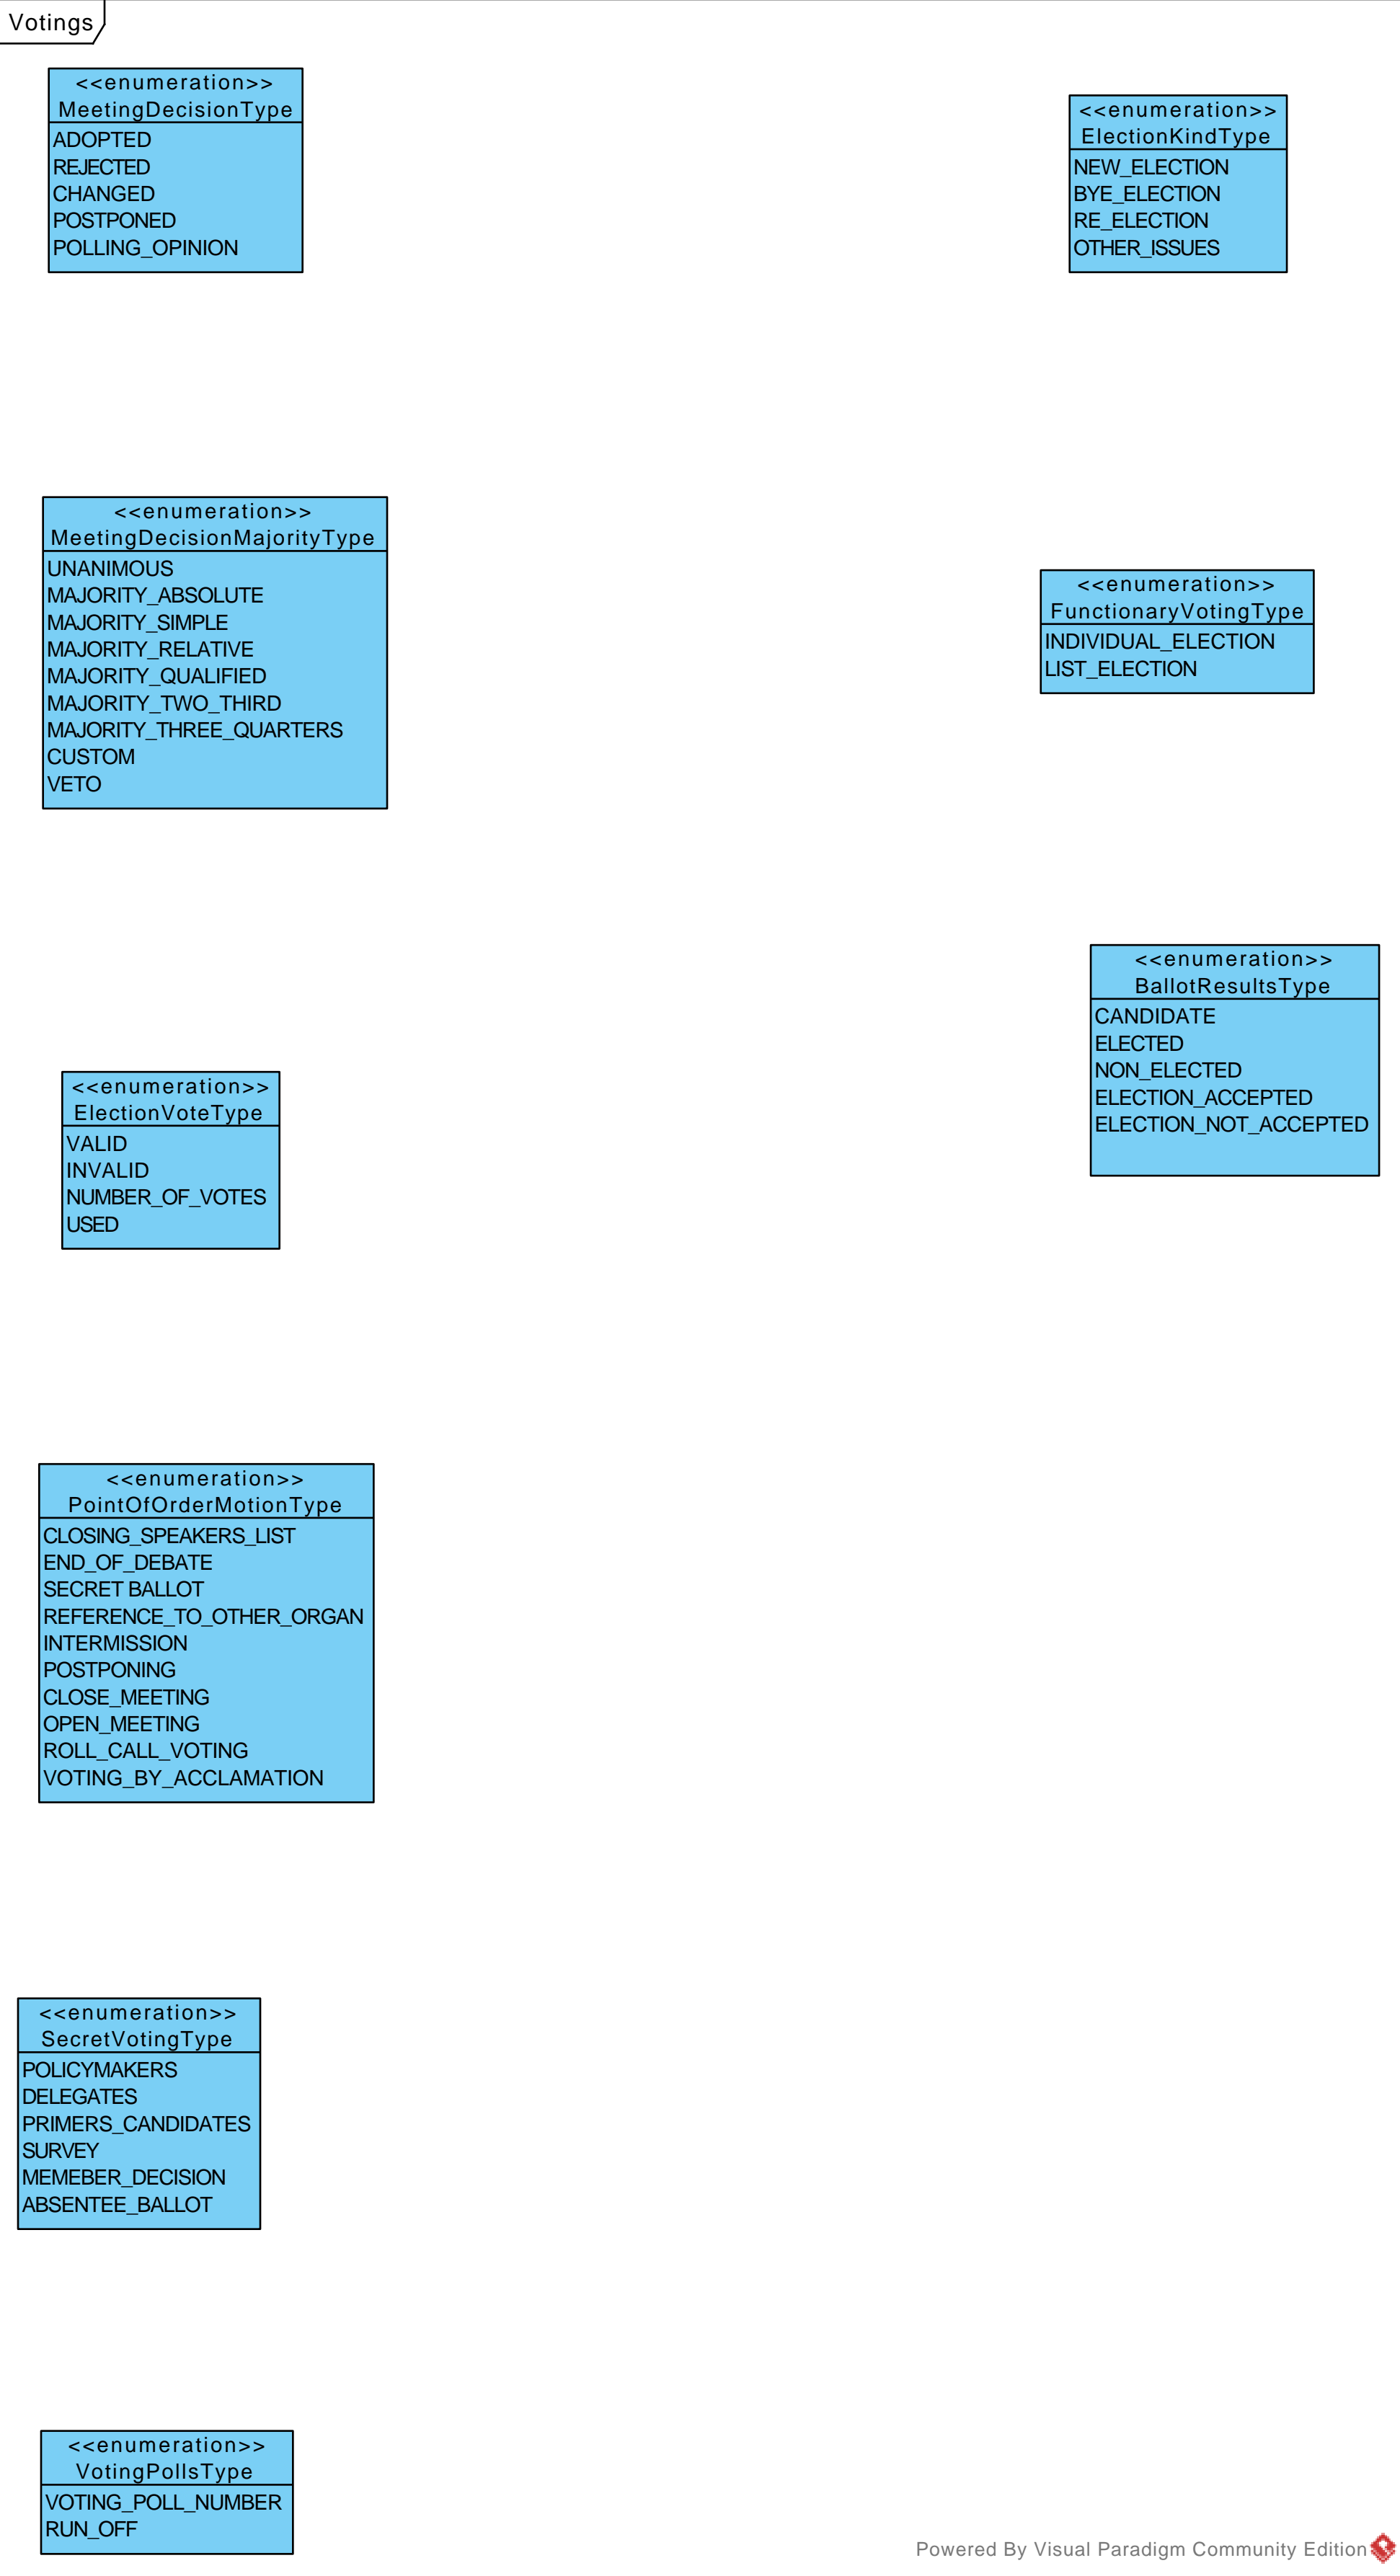 Votings
<<enumeration>>
MeetingDecisionType
ADOPTED
REJECTED
CHANGED
POSTPONED
POLLING_OPINION
<<enumeration>>
ElectionKindType
NEW_ELECTION
BYE_ELECTION
RE_ELECTION
OTHER_ISSUES
<<enumeration>>
MeetingDecisionMajorityType
UNANIMOUS
MAJORITY_ABSOLUTE
MAJORITY_SIMPLE
MAJORITY_RELATIVE
MAJORITY_QUALIFIED
MAJORITY_TWO_THIRD
MAJORITY_THREE_QUARTERS
CUSTOM
VETO
<<enumeration>>
FunctionaryVotingType
INDIVIDUAL_ELECTION
LIST_ELECTION
<<enumeration>>
BallotResultsType
CANDIDATE
ELECTED
NON_ELECTED
ELECTION_ACCEPTED
ELECTION_NOT_ACCEPTED
<<enumeration>>
ElectionVoteType
VALID
INVALID
NUMBER_OF_VOTES
USED
<<enumeration>>
PointOfOrderMotionType
CLOSING_SPEAKERS_LIST
END_OF_DEBATE
SECRET BALLOT
REFERENCE_TO_OTHER_ORGAN
INTERMISSION
POSTPONING
CLOSE_MEETING
OPEN_MEETING
ROLL_CALL_VOTING
VOTING_BY_ACCLAMATION
<<enumeration>>
SecretVotingType
POLICYMAKERS
DELEGATES
PRIMERS_CANDIDATES
SURVEY
MEMEBER_DECISION
ABSENTEE_BALLOT
<<enumeration>>
VotingPollsType
VOTING_POLL_NUMBER
RUN_OFF
Powered By Visual Paradigm Community Edition